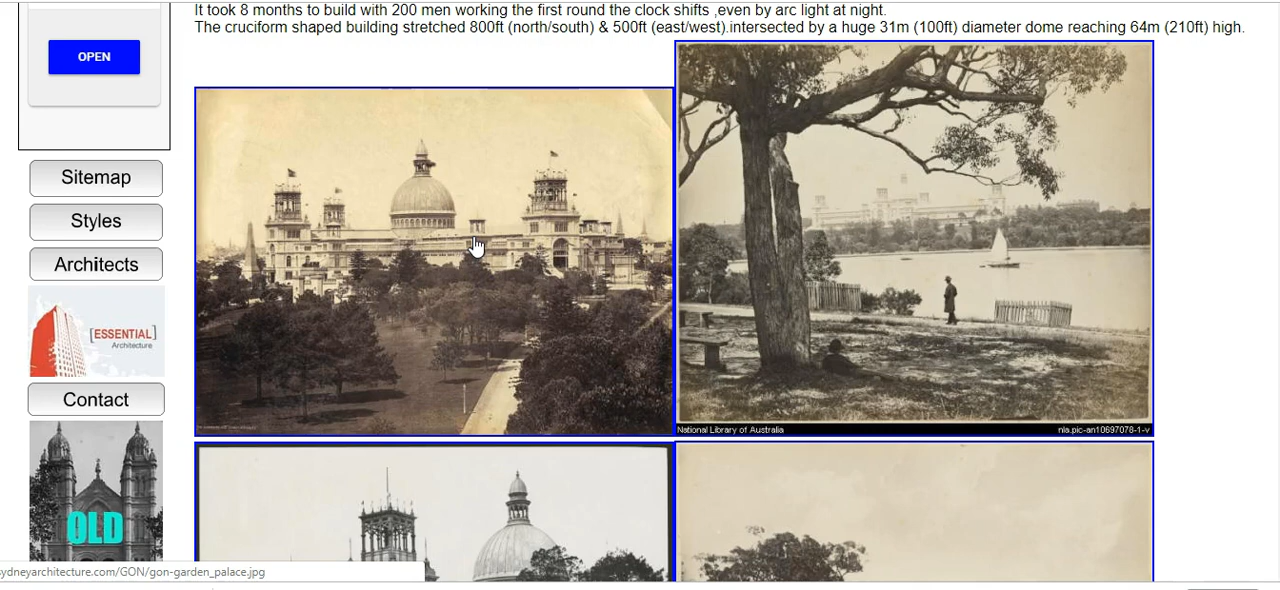 It took 8 months to build with 200 men working the first round the clock shifts ,even by arc light at night.
The cruciform shaped building stretched 800ft (north/south) & 500ft (east/west).intersected by a huge 31m (100ft) diameter dome reaching 64m (210ft) high.
OPEN
Sitemap
Styles
Architects
[ESSENTIAL]
Architecture
Contact
OLD
National Library of Australia
nla.pic-an10697078-1-v
sydneyarchitecture.com/GON/gon-garden_palace.jpg